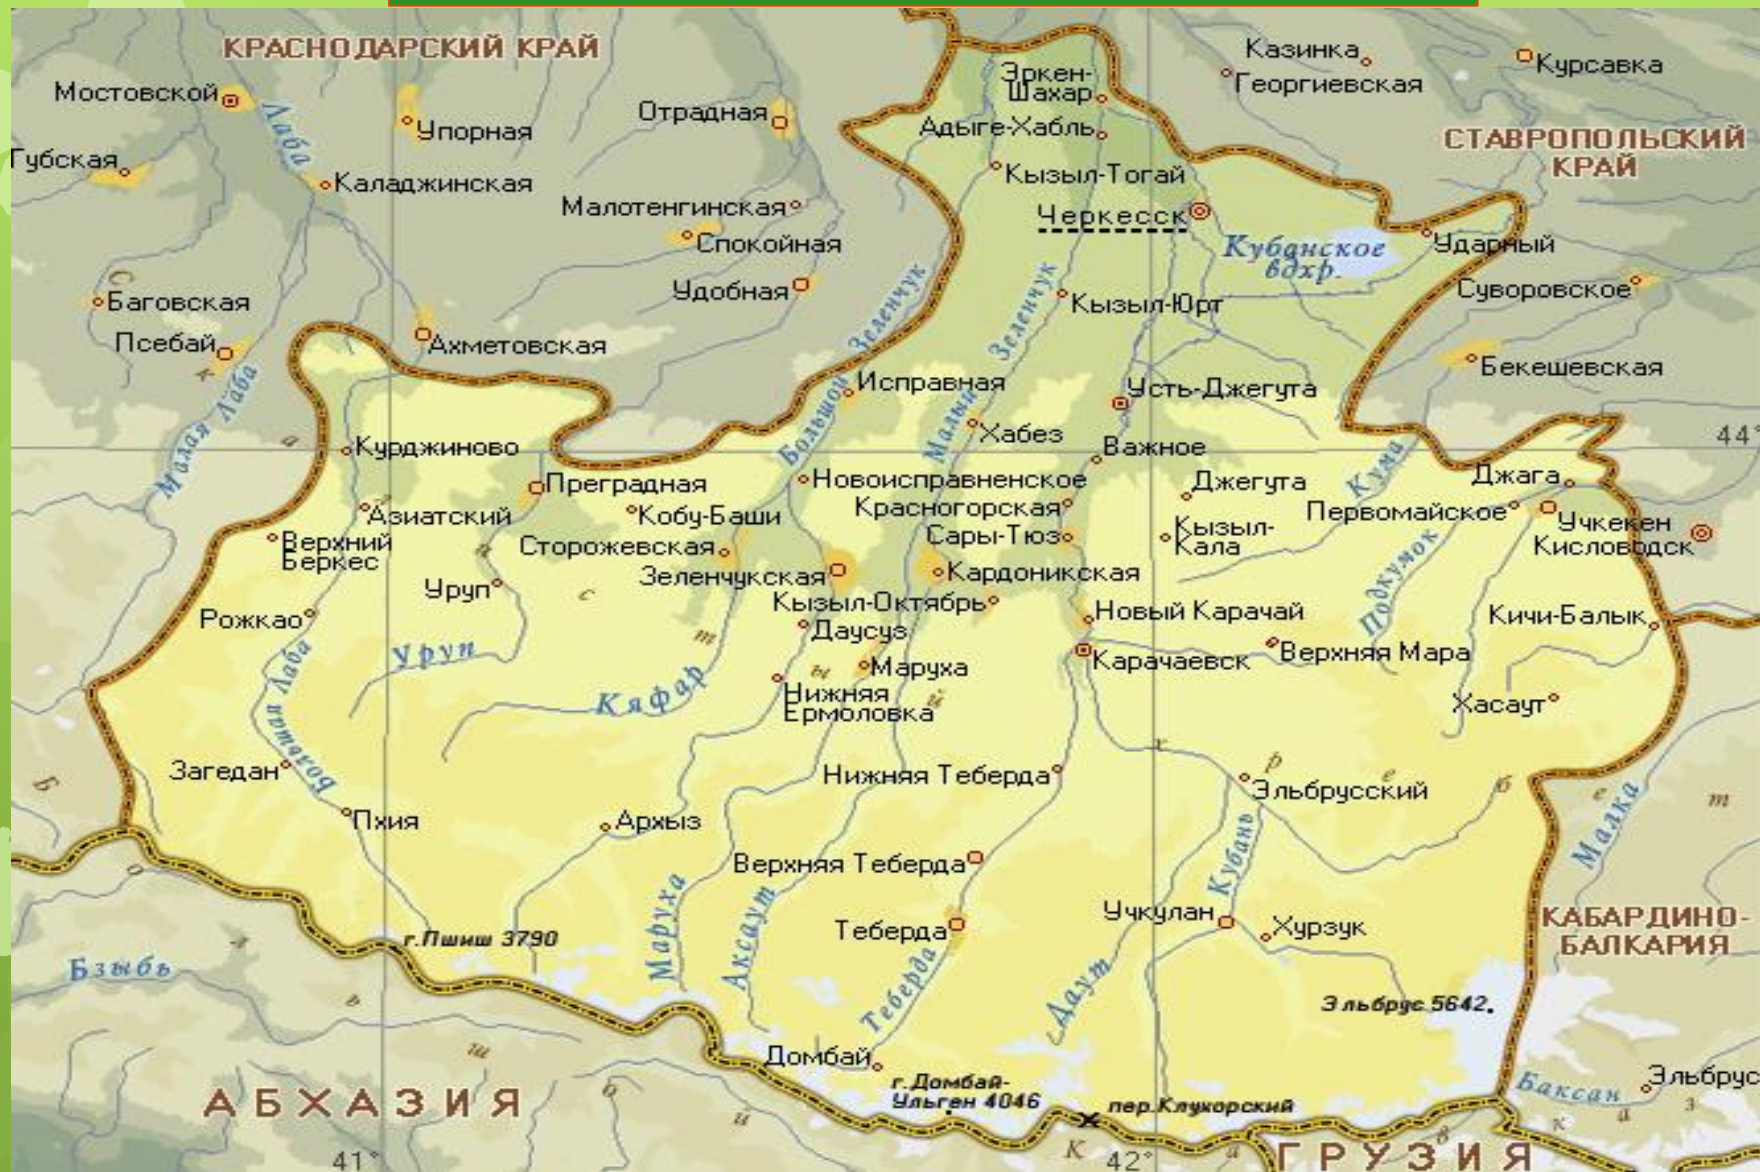 КРАСНОДАРСКИЙ КРАЙ
Казинка
Курсавка
Эркен-
Шахар
Георгиевская
Мостовской
Лаба
Упорная
Отрадная
Адыге-Хабль
СТАВРОПОЛЬСКИЙ
КРАЙ
Губская
Каладжинская
Кызыл-Тогай
Малотенгинская
Черкесск
Спокойная
Кубанское
вдхр.
Ударный
Баговская
Удобная
Суворовское
Кызыл-Юрт
Псебай
Ахметовская
Бекешевская
Большой Зеленчук
Малый Зеленчук
Исправная
Усть-Джегута
Малая Лаба
Хабез
44°
Курджиново
Важное
Кума
Преградная
Новоисправненское
Джегута
Джага
Азиатский
Кобу-Баши
Красногорская
Первомайское
Учкекен
Верхний
Беркес
Сторожевская
Сары-Тюз
Кызыл-
Кала
Кисловодск
Уруп
Зеленчукская
Кардоникская
Подкумок
Рожкао
Кызыл-Октябрь
Новый Карачай
Кичи-Балык
Даусуз
Уруп
Маруха
Карачаевск
Верхняя Мара
Большая Лаба
Кяфар
Нижняя
Ермоловка
Хасаут
Загедан
Нижняя Теберда
Эльбрусский
Малка
Пхия
Архыз
Верхняя Теберда
Кубань
Маруха
Аксаут
Теберда
Учкулан
Хурзук
КАБАРДИНО-
БАЛКАРИЯ
г.Пшиш 3790
Бзыбь
Теберда
Даут
Эльбрус 5642
Домбай
г.Домбай-
Ульген 4046
пер.Клухорский
Баксан
Эльбрус
АБХАЗИЯ
ГРУЗИЯ
41°
42°
С к а л и с т ы й
х р е б е т